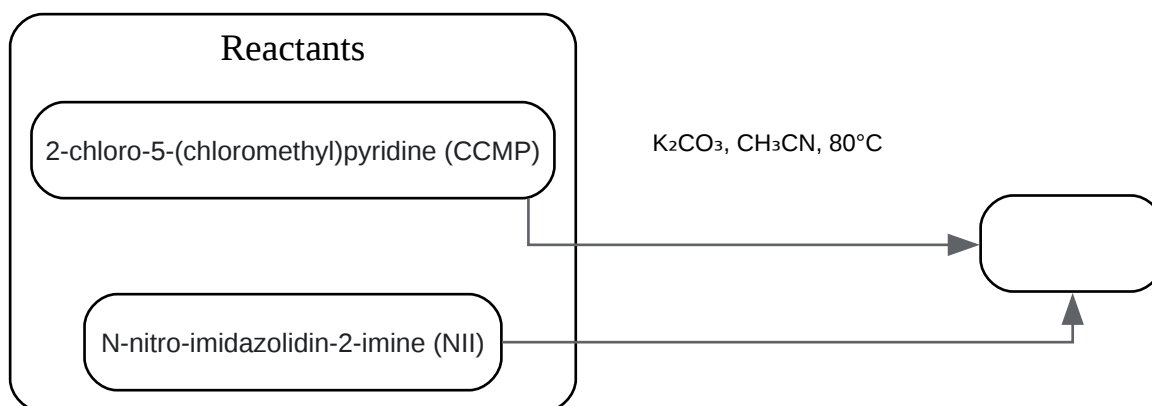 Reactants
2-chloro-5-(chloromethyl)pyridine (CCMP)
K₂CO₃, CH₃CN, 80°C
N-nitro-imidazolidin-2-imine (NII)